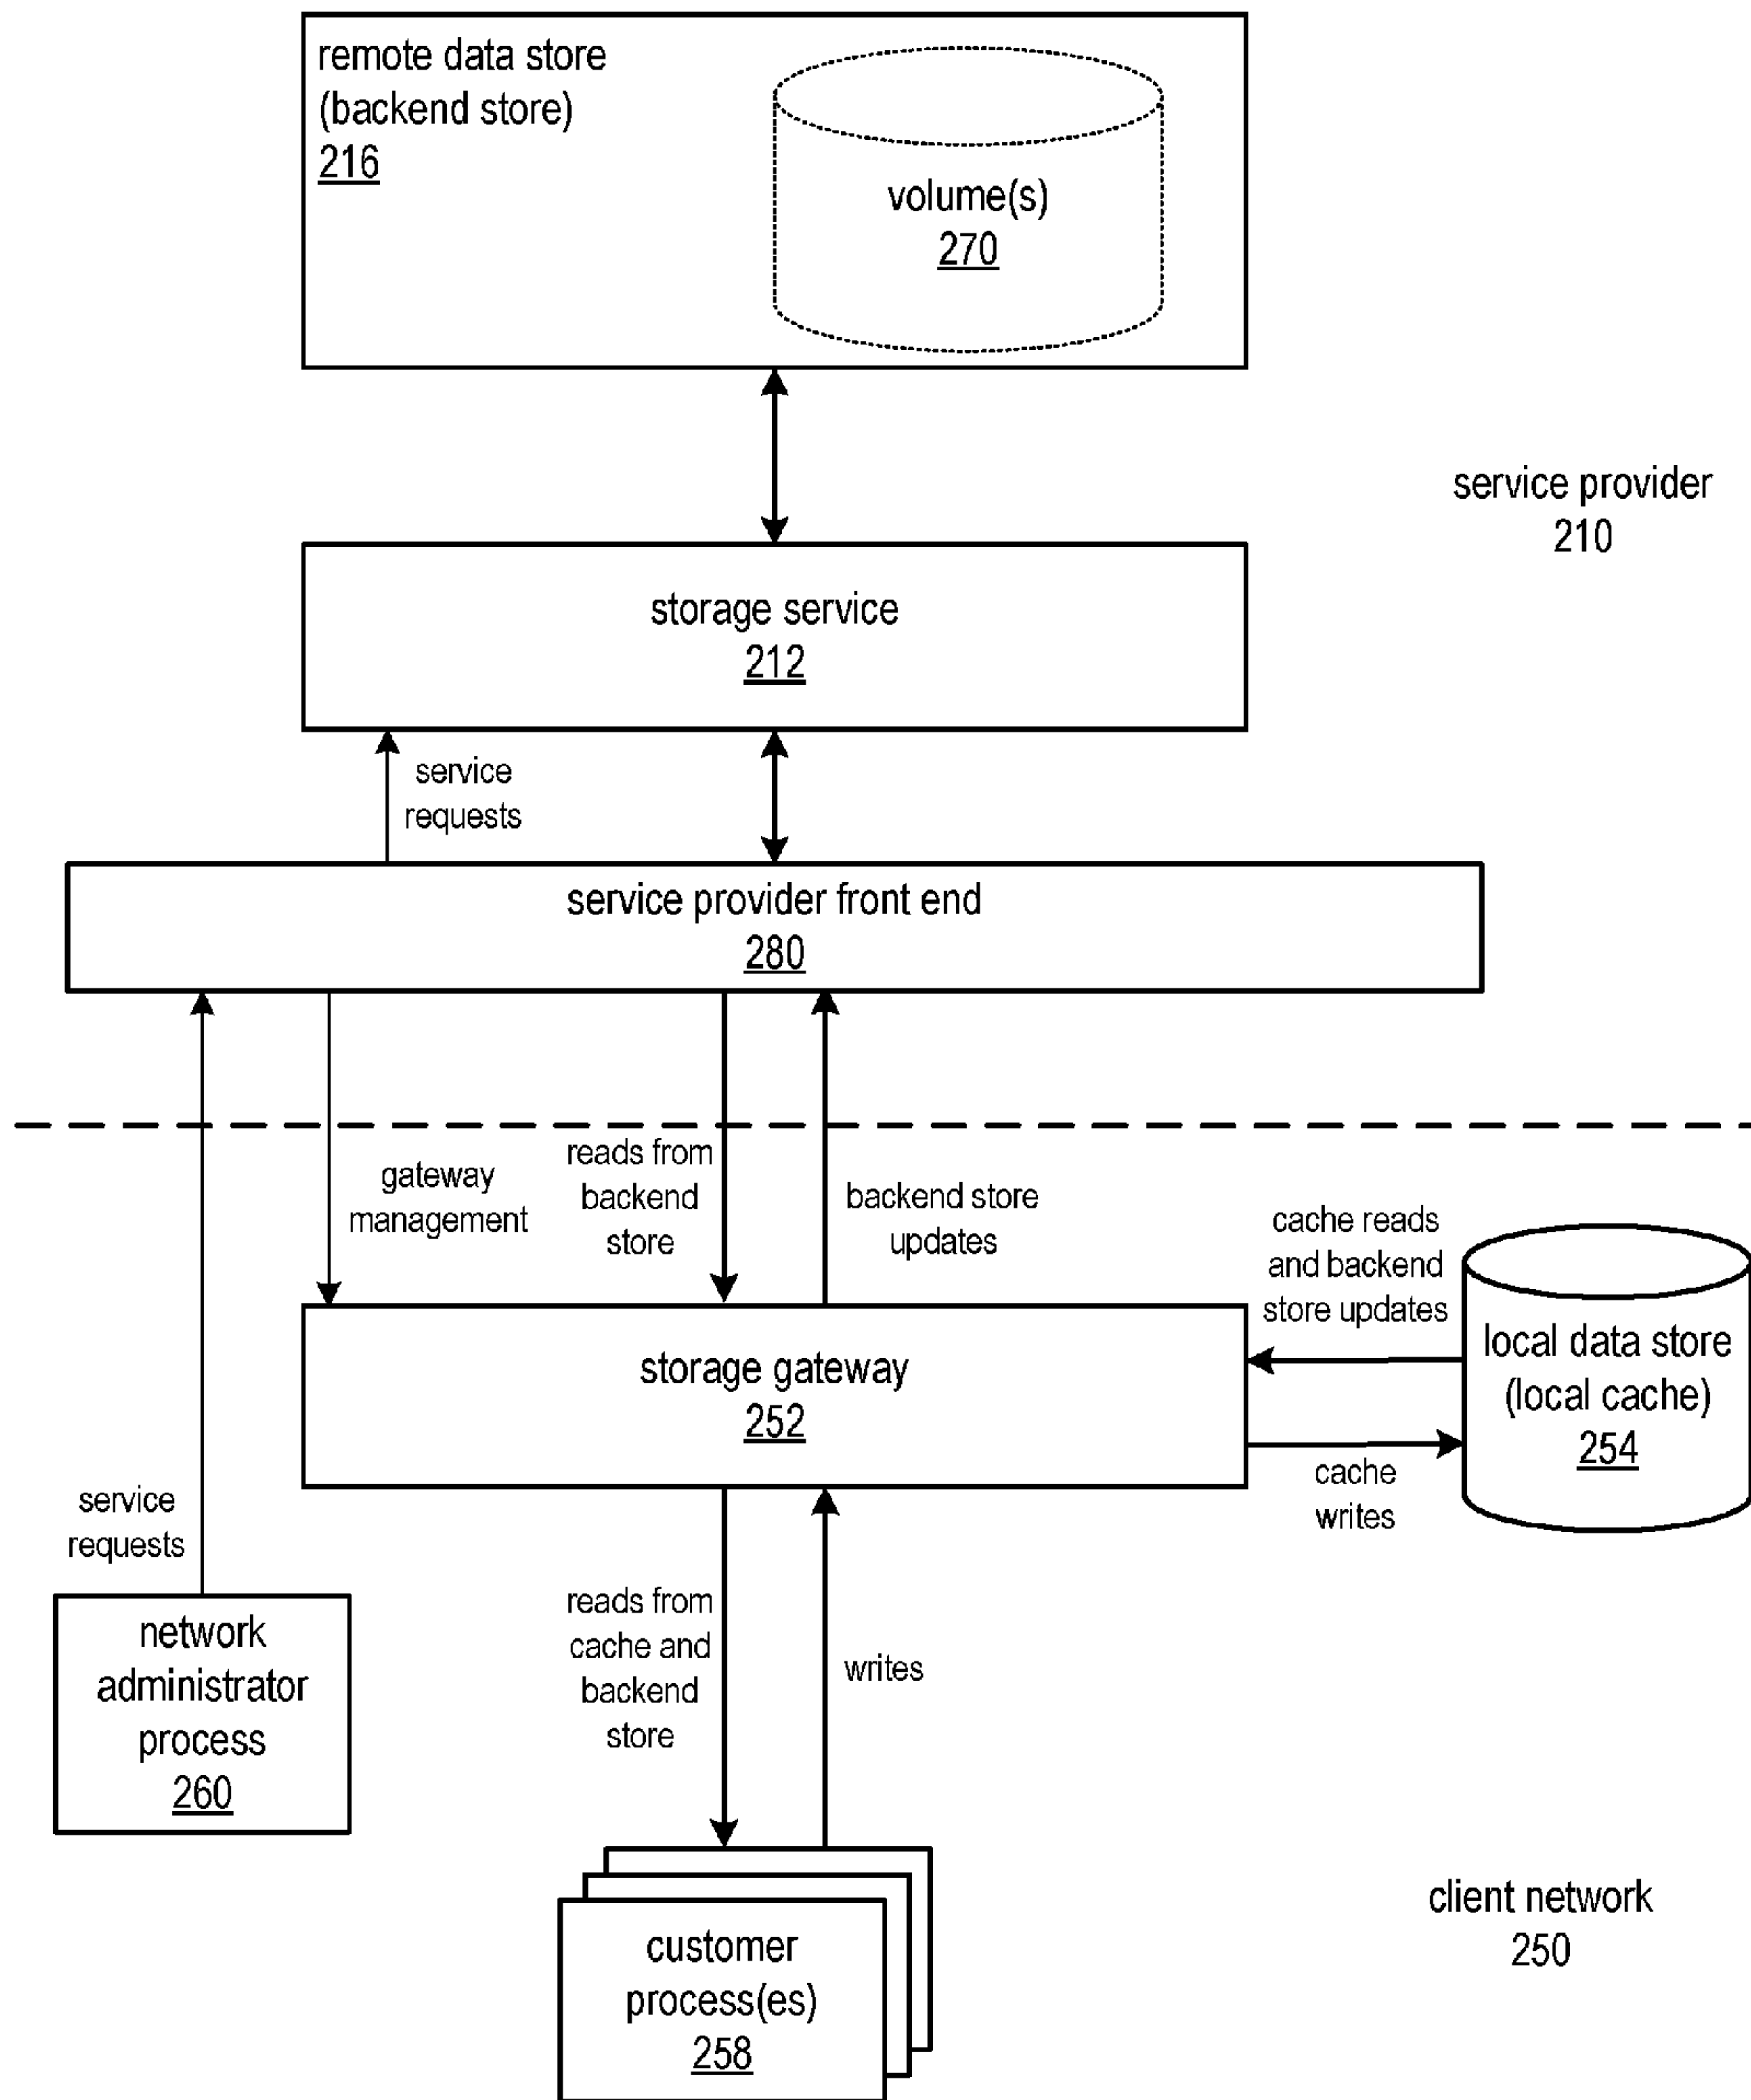 remote data store
(backend store)
216
volume(s)
270
service provider
210
storage service
212
service
requests
service provider front end
280
gateway
management
reads from
backend
store
backend store
updates
cache reads
and backend
store updates
local data store
(local cache)
254
storage gateway
252
cache
writes
service
requests
network
administrator
process
260
reads from
cache and
backend
store
writes
customer
process(es)
258
client network
250